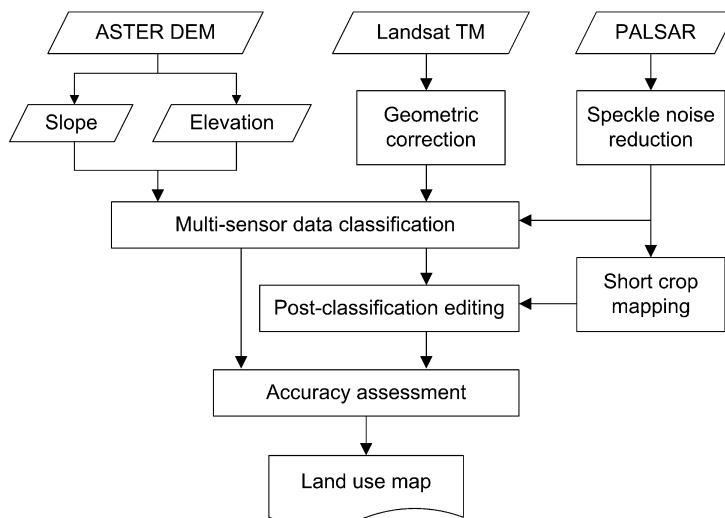 ASTER DEM
Landsat TM
PALSAR
Slope
Elevation
Geometric
correction
Speckle noise
reduction
Multi-sensor data classification
Short crop
mapping
Post-classification editing
Accuracy assessment
Land use map